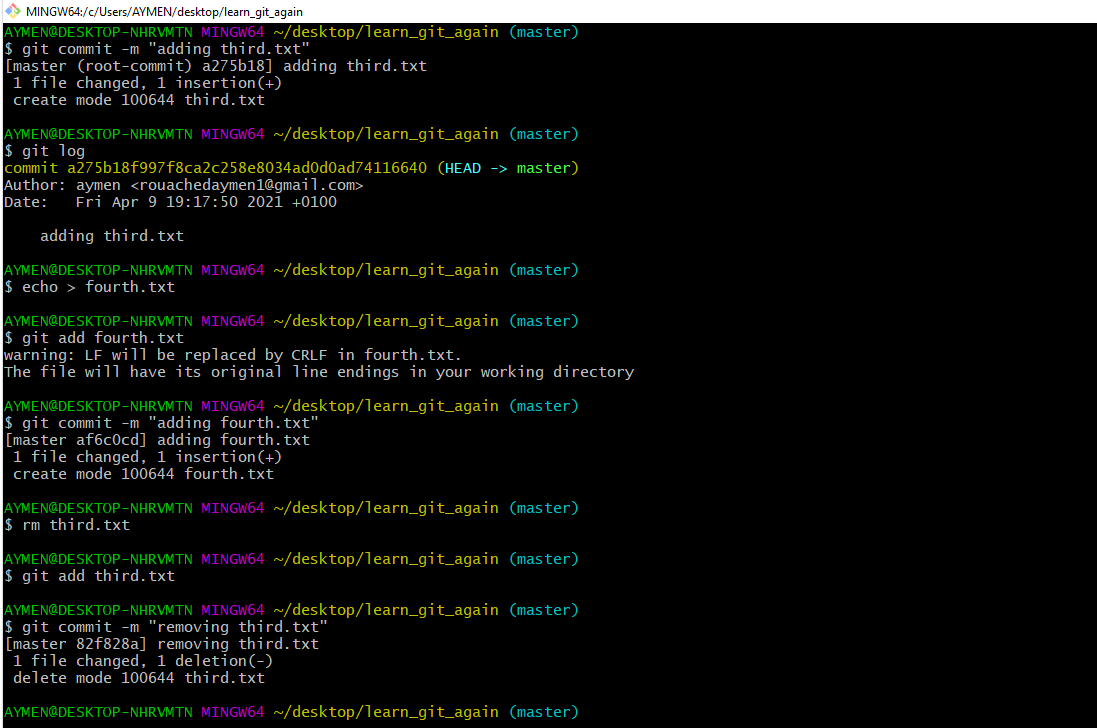 MINGW64:/c/Users/AYMEN/desktop/learn_git_again
AYMEN@DESKTOP-NHRVMTN MINGW64 ~/desktop/learn_git_again (master)
$ git commit -m "adding third.txt"
[master (root-commit) a275b18] adding third.txt
 1 file changed, 1 insertion(+)
 create mode 100644 third.txt

AYMEN@DESKTOP-NHRVMTN MINGW64 ~/desktop/learn_git_again (master)
$ git log
commit a275b18f997f8ca2c258e8034ad0d0ad74116640 (HEAD -> master)
Author: aymen <rouachedaymen1@gmail.com>
Date:   Fri Apr 9 19:17:50 2021 +0100

    adding third.txt

AYMEN@DESKTOP-NHRVMTN MINGW64 ~/desktop/learn_git_again (master)
$ echo > fourth.txt

AYMEN@DESKTOP-NHRVMTN MINGW64 ~/desktop/learn_git_again (master)
$ git add fourth.txt
warning: LF will be replaced by CRLF in fourth.txt.
The file will have its original line endings in your working directory

AYMEN@DESKTOP-NHRVMTN MINGW64 ~/desktop/learn_git_again (master)
$ git commit -m "adding fourth.txt"
[master af6c0cd] adding fourth.txt
 1 file changed, 1 insertion(+)
 create mode 100644 fourth.txt

AYMEN@DESKTOP-NHRVMTN MINGW64 ~/desktop/learn_git_again (master)
$ rm third.txt

AYMEN@DESKTOP-NHRVMTN MINGW64 ~/desktop/learn_git_again (master)
$ git add third.txt

AYMEN@DESKTOP-NHRVMTN MINGW64 ~/desktop/learn_git_again (master)
$ git commit -m "removing third.txt"
[master 82f828a] removing third.txt
 1 file changed, 1 deletion(-)
 delete mode 100644 third.txt

AYMEN@DESKTOP-NHRVMTN MINGW64 ~/desktop/learn_git_again (master)